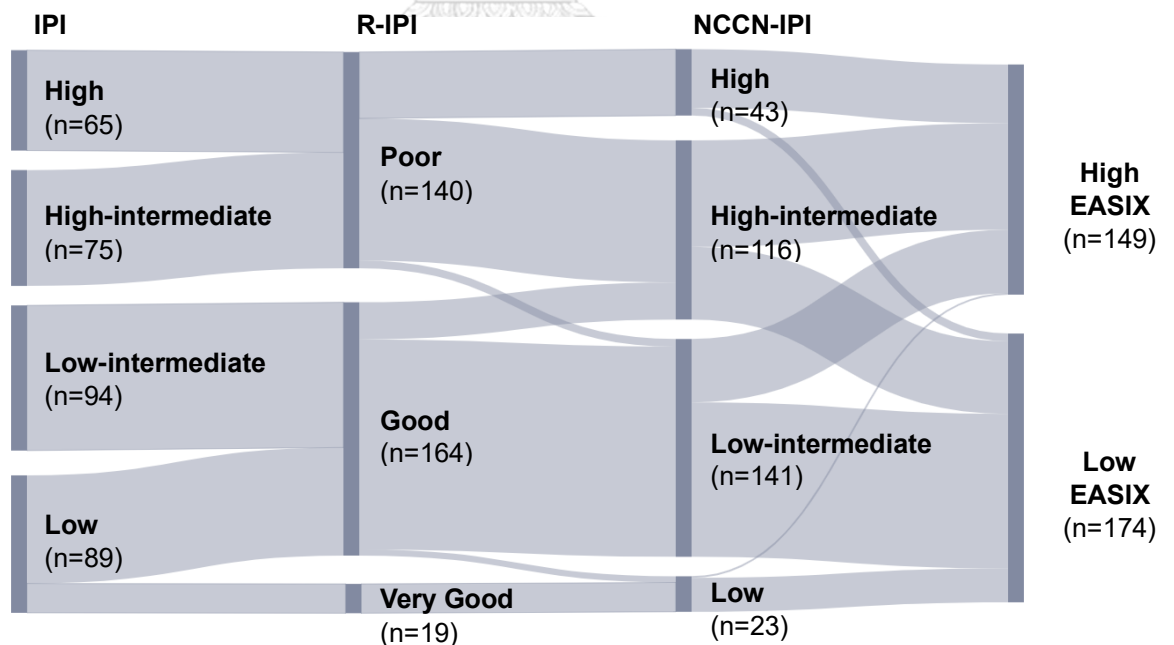 IPI
R-IPI
NCCN-IPI
High
(n=65)
High-intermediate
(n=75)
Low-intermediate
(n=94)
Low
(n=89)
Poor
(n=140)
Good
(n=164)
Very Good
(n=19)
High
(n=43)
High-intermediate
(n=116)
Low-intermediate
(n=141)
Low
(n=23)
High
EASIX
(n=149)
Low
EASIX
(n=174)